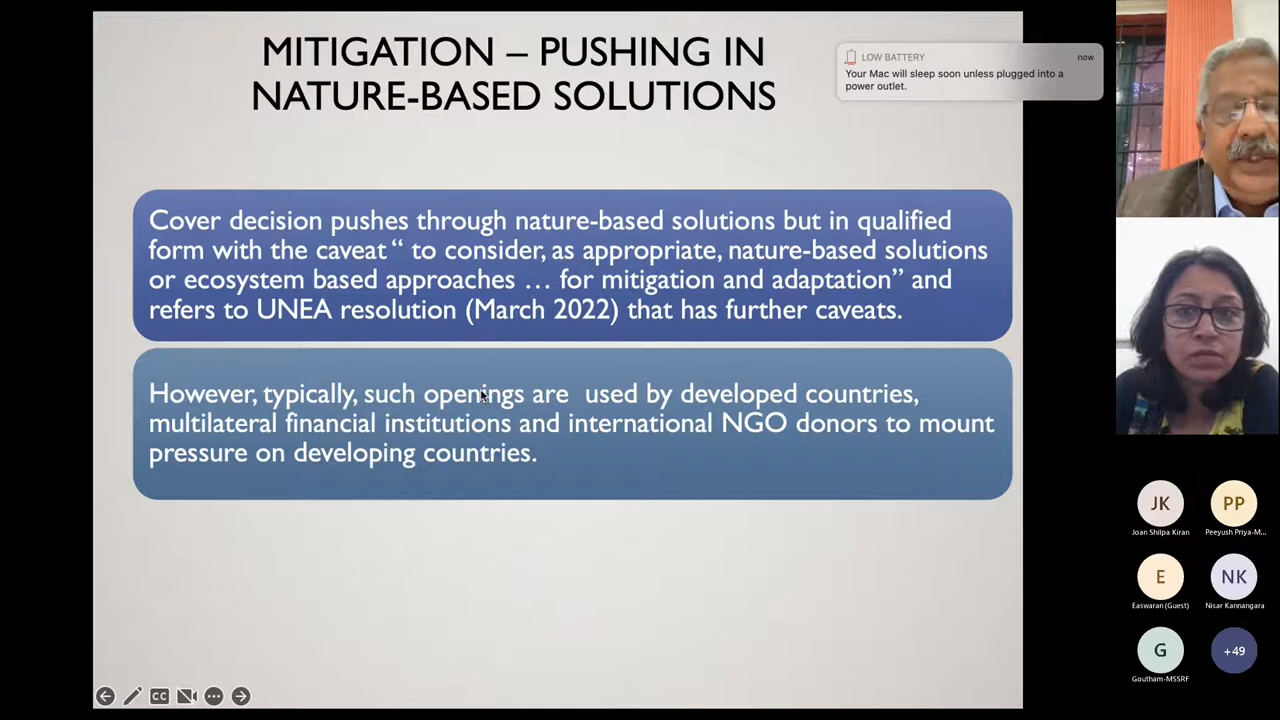 MITIGATION – PUSHING IN
NATURE-BASED SOLUTIONS
LOW BATTERY
now
Your Mac will sleep soon unless plugged into a
power outlet.
Cover decision pushes through nature-based solutions but in qualified
form with the caveat “ to consider, as appropriate, nature-based solutions
or ecosystem based approaches … for mitigation and adaptation” and
refers to UNEA resolution (March 2022) that has further caveats.
However, typically, such openings are used by developed countries,
multilateral financial institutions and international NGO donors to mount
pressure on developing countries.
JK
PP
Joan Shilpa Kiran
Peeyush Priya-M...
E
NK
Easwaran (Guest)
Nisar Kannangara
G
+49
Goutham-MSSRF
CC